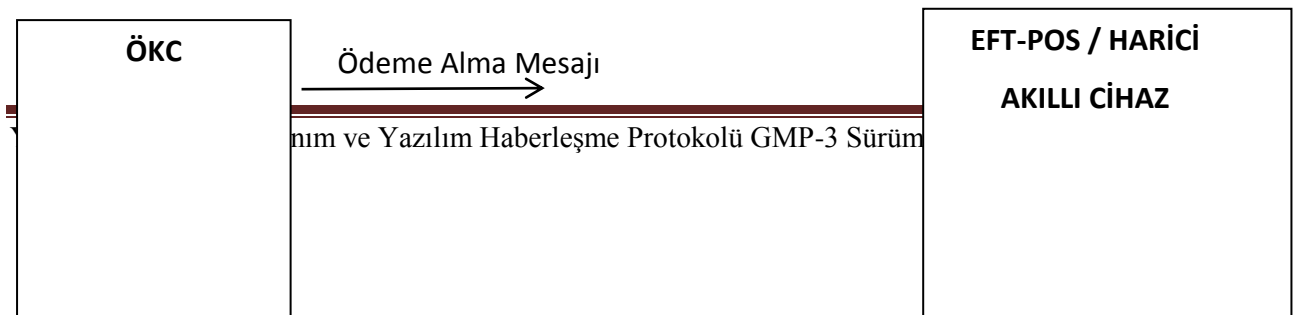 ÖKC
Ödeme Alma Mesajı
EFT-POS / HARİCİ
AKILLI CİHAZ
nım ve Yazılım Haberleşme Protokolü GMP-3 Sürüm